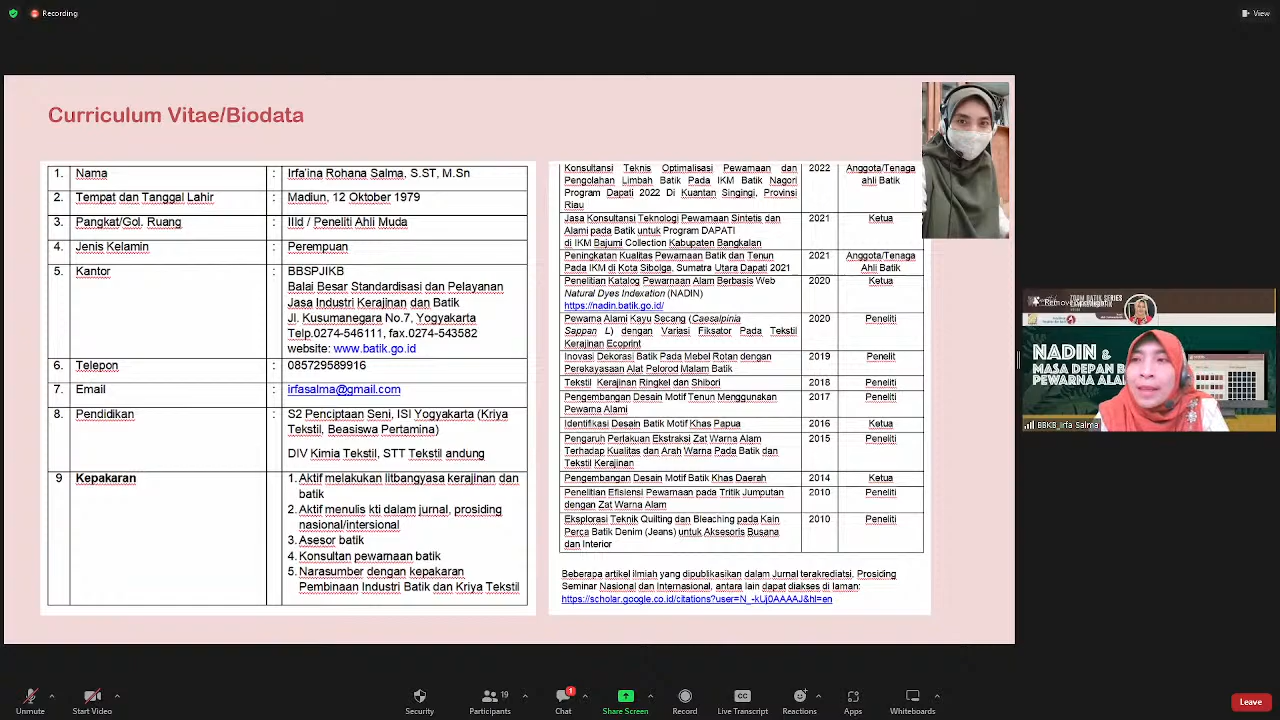 Recording
View
Curriculum Vitae/Biodata
1. Nama : Irfa'ina Rohana Salma, S.ST, M.Sn
2. Tempat dan Tanggal Lahir : Madiun, 12 Oktober 1979
3. Pangkat/Gol. Ruang : IIId / Peneliti Ahli Muda
4. Jenis Kelamin : Perempuan
5. Kantor : BBSPJIKB
Balai Besar Standardisasi dan Pelayanan
Jasa Industri Kerajinan dan Batik
Jl. Kusumanegara No.7, Yogyakarta
Telp.0274-546111, fax.0274-543582
website: www.batik.go.id
6. Telepon : 085729589916
7. Email : irfasalma@gmail.com
8. Pendidikan : S2 Penciptaan Seni, ISI Yogyakarta (Kriya
Tekstil, Beasiswa Pertamina)
DIV Kimia Tekstil, STT Tekstil andung
9 Kepakaran 1. Aktif melakukan litbangyasa kerajinan dan
batik
2. Aktif menulis kti dalam jurnal, prosiding
nasional/intersional
3. Asesor batik
4. Konsultan pewarnaan batik
5. Narasumber dengan kepakaran
Pembinaan Industri Batik dan Kriya Tekstil
Konsultansi Teknis Optimalisasi Pewarnaan dan 2022 Anggota/Tenaga
Pengolahan Limbah Batik Pada IKM Batik Nagori ahli Batik
Program Dapati 2022 Di Kuantan Singingi, Provinsi
Riau
Jasa Konsultansi Teknologi Pewarnaan Sintetis dan 2021 Ketua
Alami pada Batik untuk Program DAPATI
di IKM Bajumi Collection Kabupaten Bangkalan
Peningkatan Kualitas Pewarnaan Batik dan Tenun 2021 Anggota/Tenaga
Pada IKM di Kota Sibolga, Sumatra Utara Dapati 2021 Ahli Batik
Penelitian Katalog Pewarnaan Alam Berbasis Web 2020 Ketua
Natural Dyes Indexation (NADIN)
https://nadin.batik.go.id/
Pewarna Alami Kayu Secang (Caesalpinia 2020 Peneliti
Sappan L) dengan Variasi Fiksator Pada Tekstil
Kerajinan Ecoprint
Inovasi Dekorasi Batik Pada Mebel Rotan dengan 2019 Penelit
Perekayasaan Alat Pelorod Malam Batik
Tekstil Kerajinan Ringkel dan Shibori 2018 Peneliti
Pengembangan Desain Motif Tenun Menggunakan 2017 Peneliti
Pewarna Alami
Identifikasi Desain Batik Motif Khas Papua 2016 Ketua
Pengaruh Perlakuan Ekstraksi Zat Warna Alam 2015 Peneliti
Terhadap Kualitas dan Arah Warna Pada Batik dan
Tekstil Kerajinan
Pengembangan Desain Motif Batik Khas Daerah 2014 Ketua
Penelitian Efisiensi Pewarnaan pada Tritik Jumputan 2010 Peneliti
dengan Zat Warna Alam
Eksplorasi Teknik Quilting dan Bleaching pada Kain 2010 Peneliti
Perca Batik Denim (Jeans) untuk Aksesoris Busana
dan Interior
Beberapa artikel ilmiah yang dipublikasikan dalam Jurnal terakreditasi, Prosiding
Seminar Nasional dan Internasional, antara lain dapat diakses di laman:
https://scholar.google.co.id/citations?user=N_-kUj0AAAAJ&hl=en
NADIN &
MASA DEPAN B
PEWARNA ALA
BBKB_Irfa Salma
Unmute
Start Video
Security
Participants 19
Chat 1
Share Screen
Record
Live Transcript
Reactions
Apps
Whiteboards
Leave